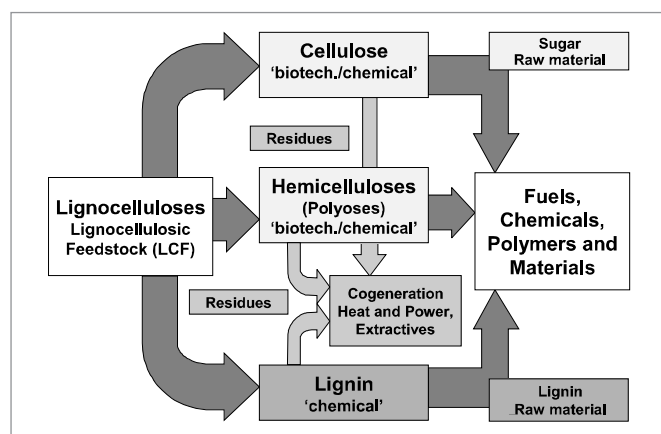 Cellulose
'biotech./chemical'
Sugar
Raw material
Residues
Lignocelluloses
Lignocellulosic
Feedstock (LCF)
Hemicelluloses
(Polyoses)
'biotech./chemical'
Fuels,
Chemicals,
Polymers and
Materials
Residues
Cogeneration
Heat and Power,
Extractives
Lignin
'chemical'
Lignin
Raw material